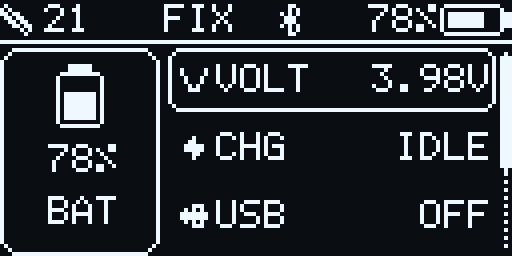 21 FIX 78%
78%
BAT
VOLT 3.98V
CHG IDLE
USB OFF